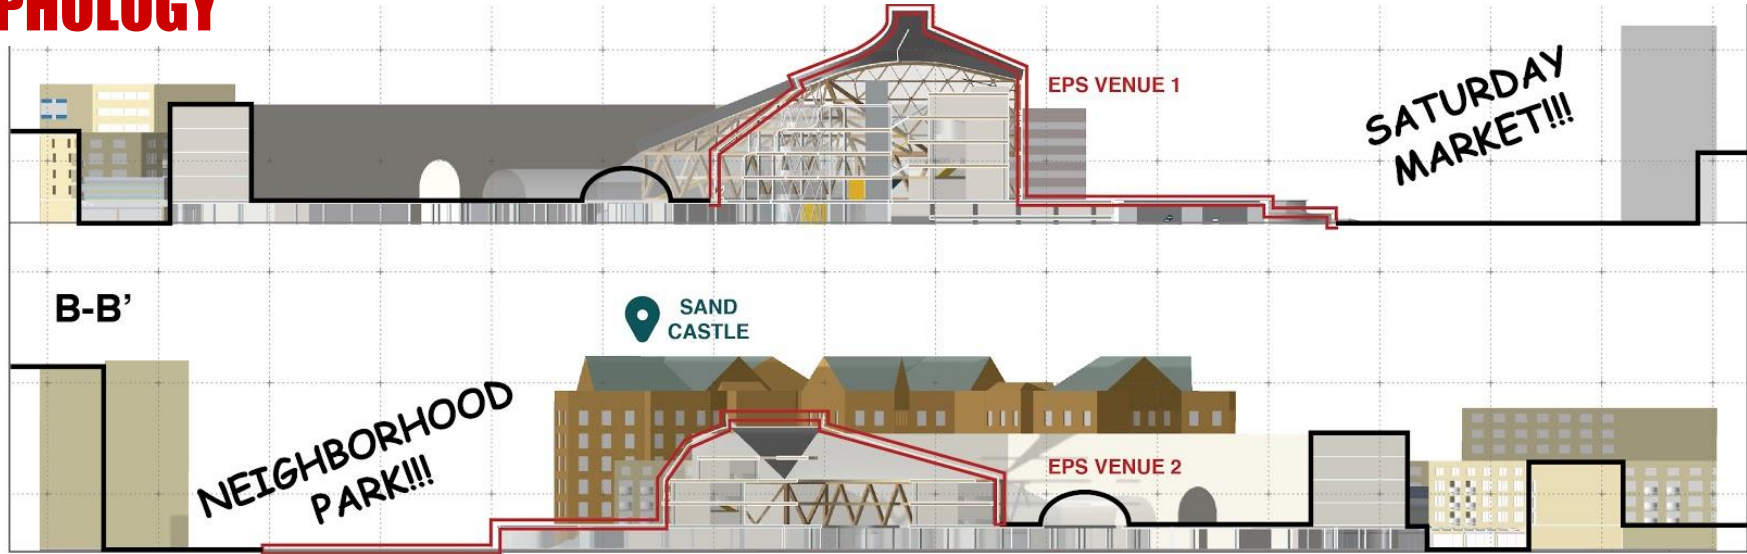 PHOLOGY
EPS VENUE 1
SATURDAY
MARKET!!!
B-B’
SAND
CASTLE
NEIGHBORHOOD
PARK!!!
EPS VENUE 2